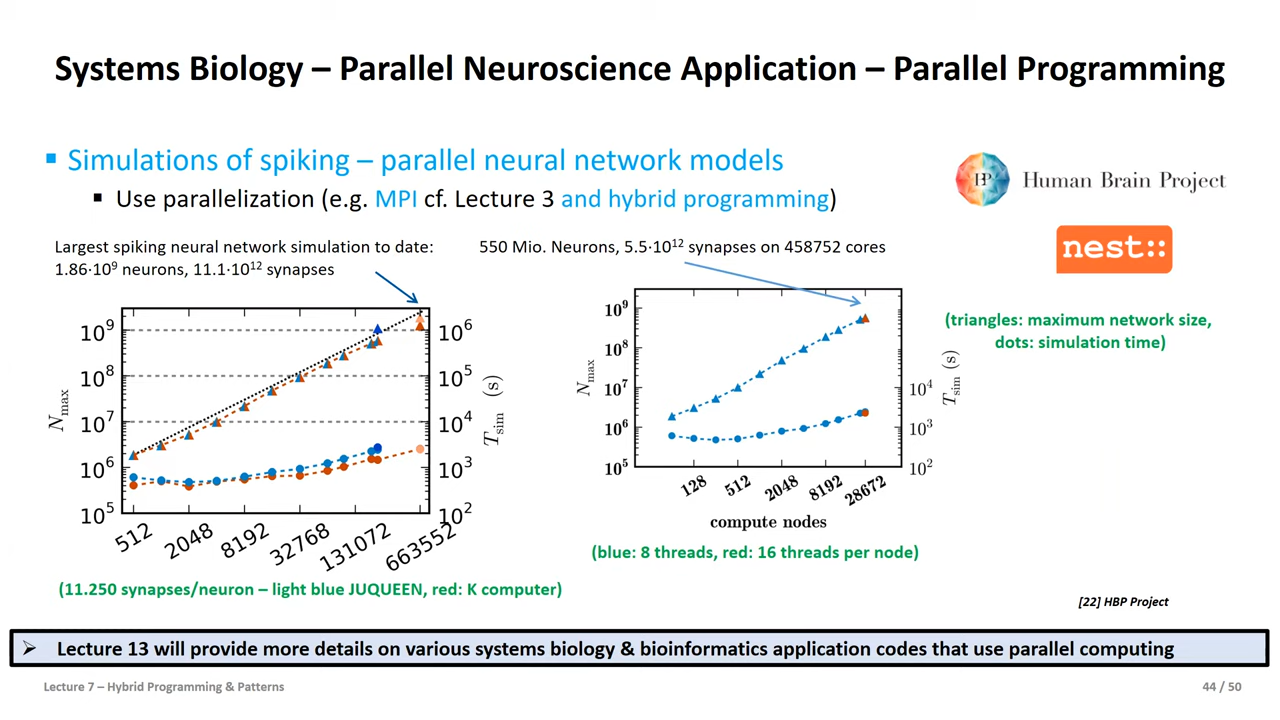 Systems Biology – Parallel Neuroscience Application – Parallel Programming
▪ Simulations of spiking – parallel neural network models
▪ Use parallelization (e.g. MPI cf. Lecture 3 and hybrid programming)
HBP Human Brain Project
nest::
Largest spiking neural network simulation to date:
1.86·10⁹ neurons, 11.1·10¹² synapses
550 Mio. Neurons, 5.5·10¹² synapses on 458752 cores
(triangles: maximum network size,
dots: simulation time)
10⁹
10⁸
10⁷
10⁶
10⁵
Nmax
10⁶
10⁵
10⁴
10³
10²
Tsim (s)
512 2048 8192 32768 131072 663552
10⁹
10⁸
10⁷
10⁶
10⁵
Nmax
10⁴
10³
10²
Tsim (s)
128 512 2048 8192 28672
compute nodes
(blue: 8 threads, red: 16 threads per node)
(11.250 synapses/neuron – light blue JUQUEEN, red: K computer)
[22] HBP Project
➢ Lecture 13 will provide more details on various systems biology & bioinformatics application codes that use parallel computing
Lecture 7 – Hybrid Programming & Patterns
44 / 50